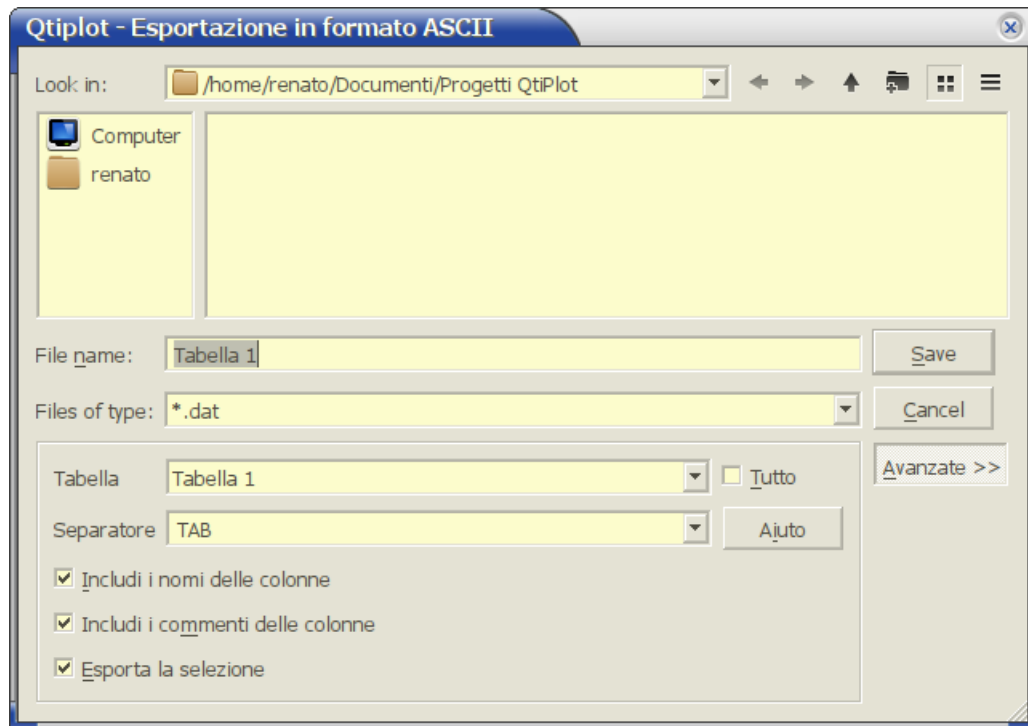 Qtiplot - Esportazione in formato ASCII
Look in: /home/renato/Documenti/Progetti QtiPlot
Computer
renato
File name: Tabella 1 Save
Files of type: *.dat Cancel
Avanzate >>
Tabella Tabella 1 Tutto
Separatore TAB Aiuto
Includi i nomi delle colonne
Includi i commenti delle colonne
Esporta la selezione